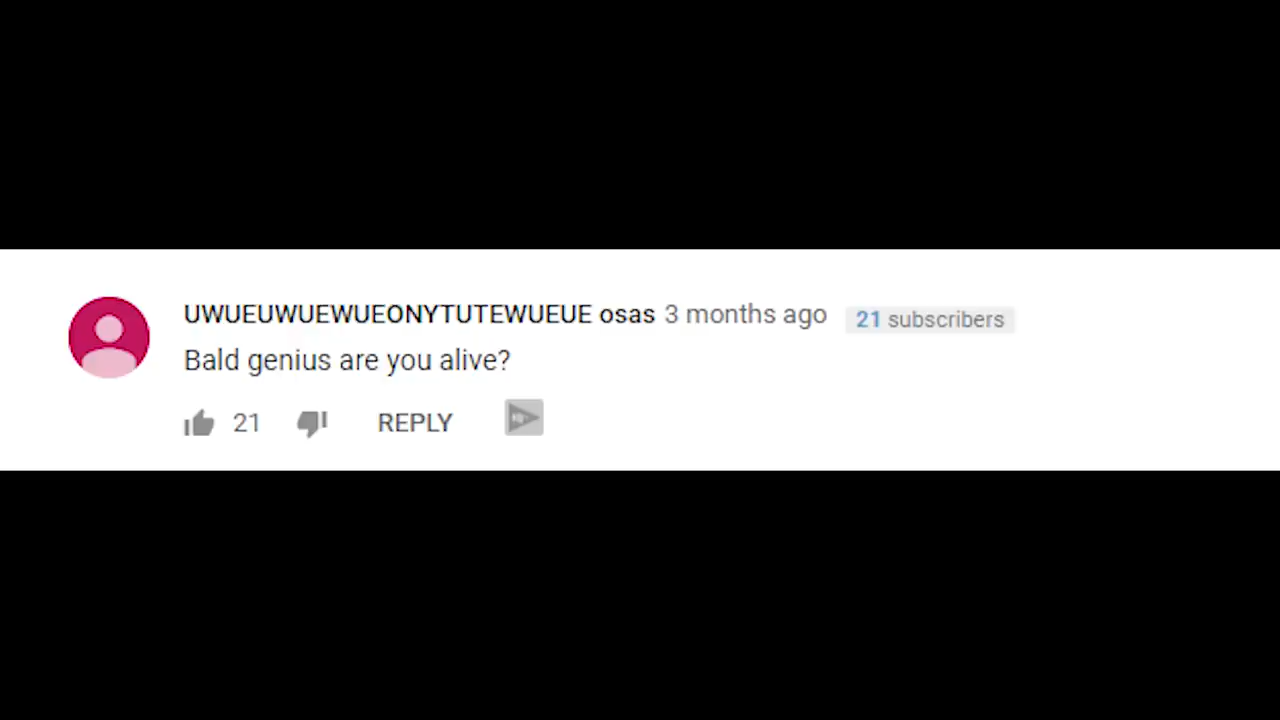 UWUEUWUEWUEONYTUTEWUEUE osas 3 months ago 21 subscribers
Bald genius are you alive?
21 REPLY